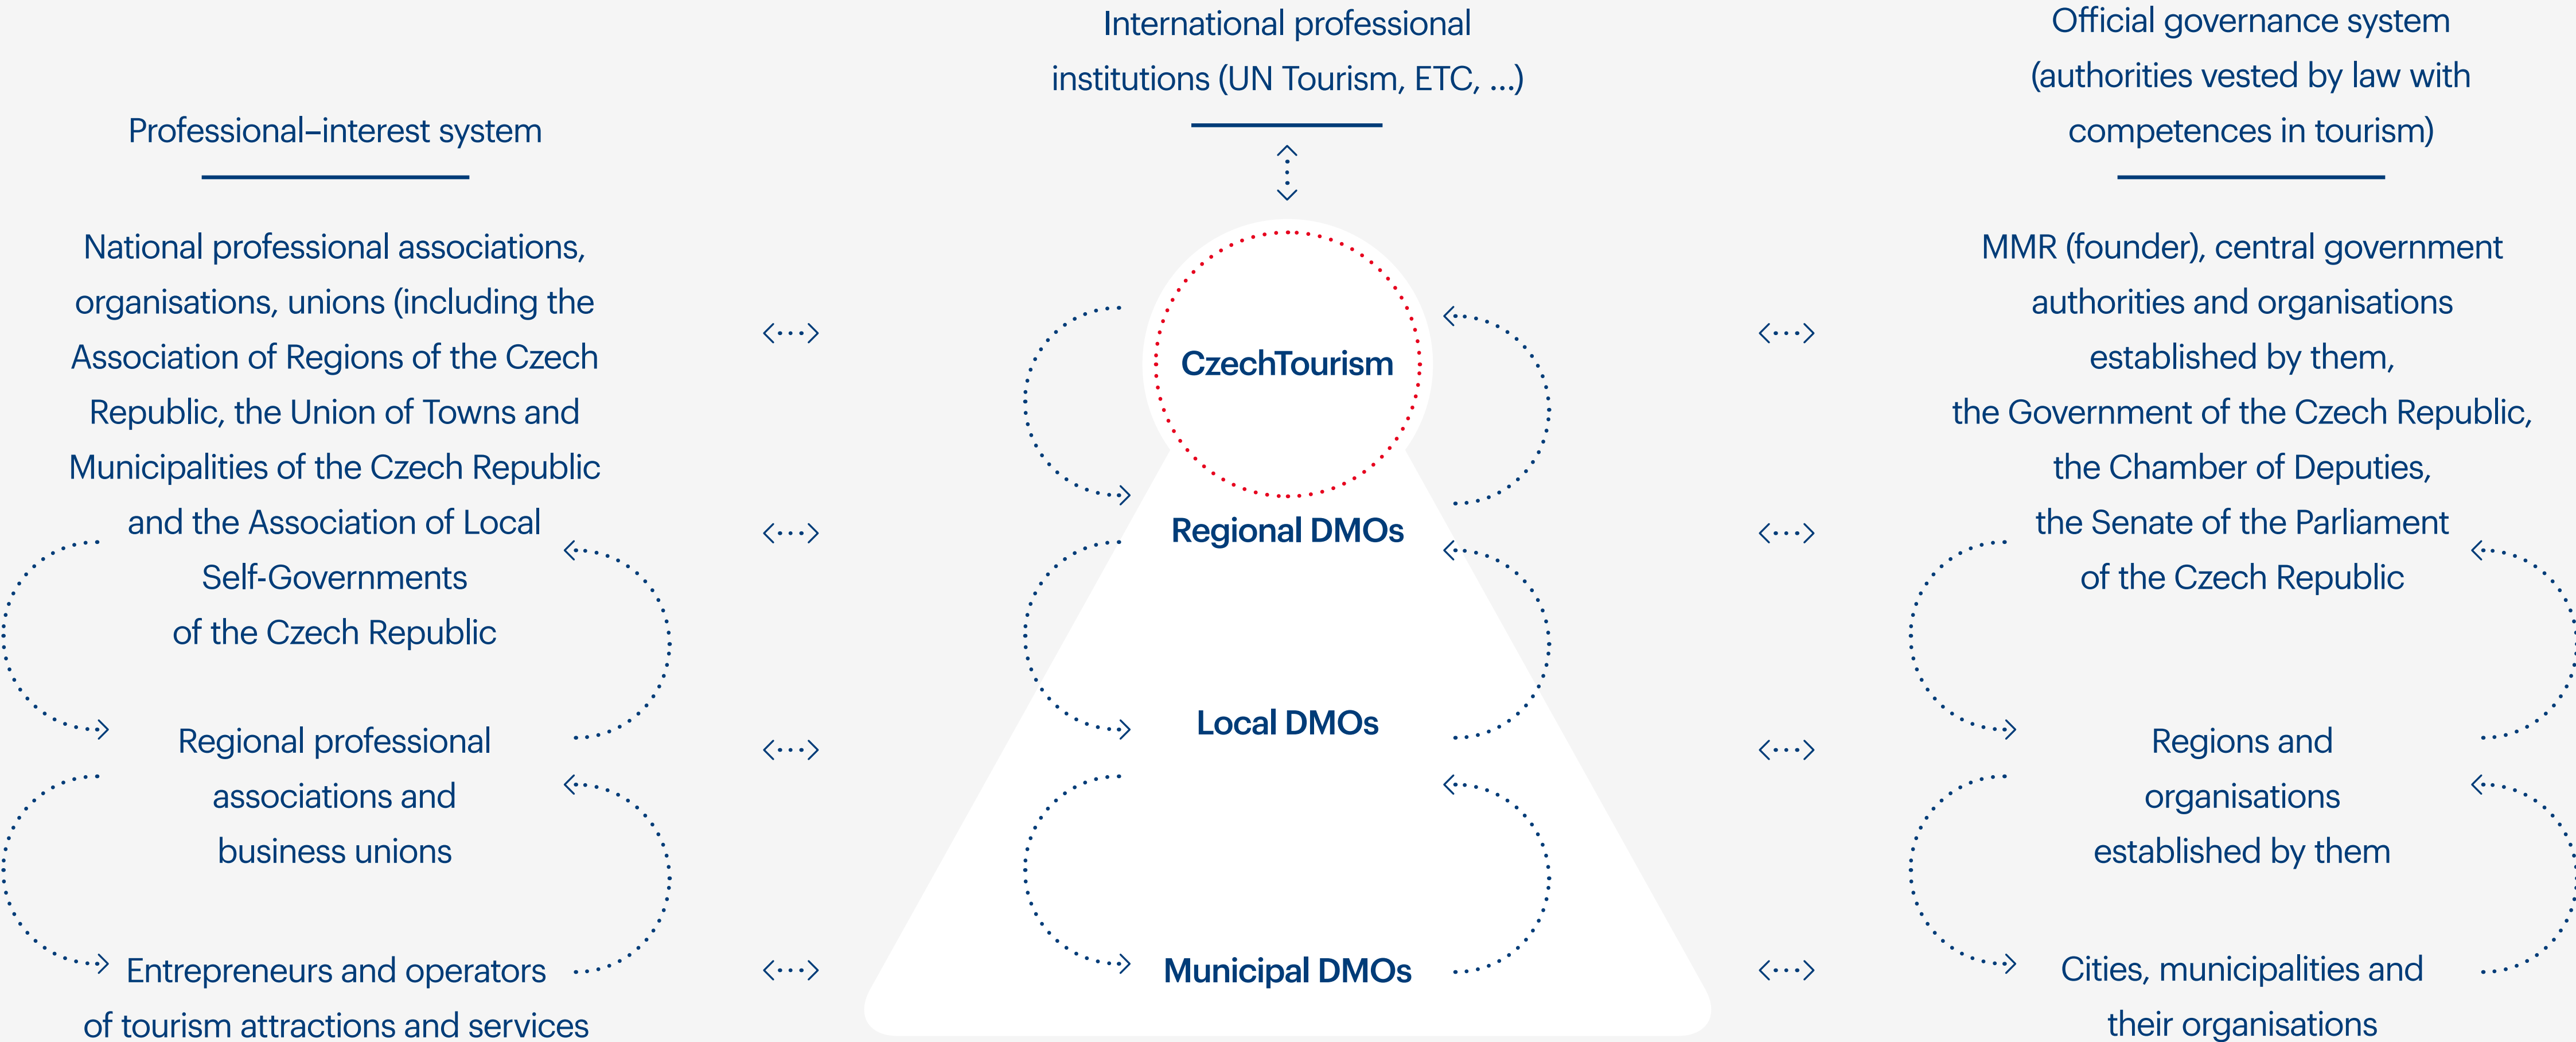 Professional–interest system
National professional associations,
organisations, unions (including the
Association of Regions of the Czech
Republic, the Union of Towns and
Municipalities of the Czech Republic
and the Association of Local
Self-Governments
of the Czech Republic
Regional professional
associations and
business unions
Entrepreneurs and operators
of tourism attractions and services
International professional
institutions (UN Tourism, ETC, ...)
CzechTourism
Regional DMOs
Local DMOs
Municipal DMOs
Official governance system
(authorities vested by law with
competences in tourism)
MMR (founder), central government
authorities and organisations
established by them,
the Government of the Czech Republic,
the Chamber of Deputies,
the Senate of the Parliament
of the Czech Republic
Regions and
organisations
established by them
Cities, municipalities and
their organisations